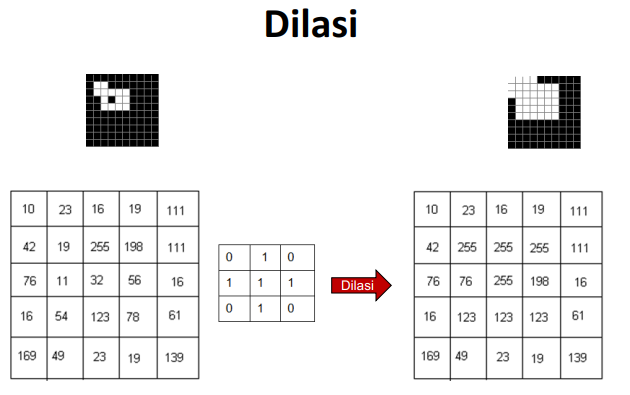 Dilasi
10 23 16 19 111
42 19 255 198 111
76 11 32 56 16
16 54 123 78 61
169 49 23 19 139
0 1 0
1 1 1
0 1 0
Dilasi
10 23 16 19 111
42 255 255 255 111
76 76 255 198 16
16 123 123 123 61
169 49 23 19 139